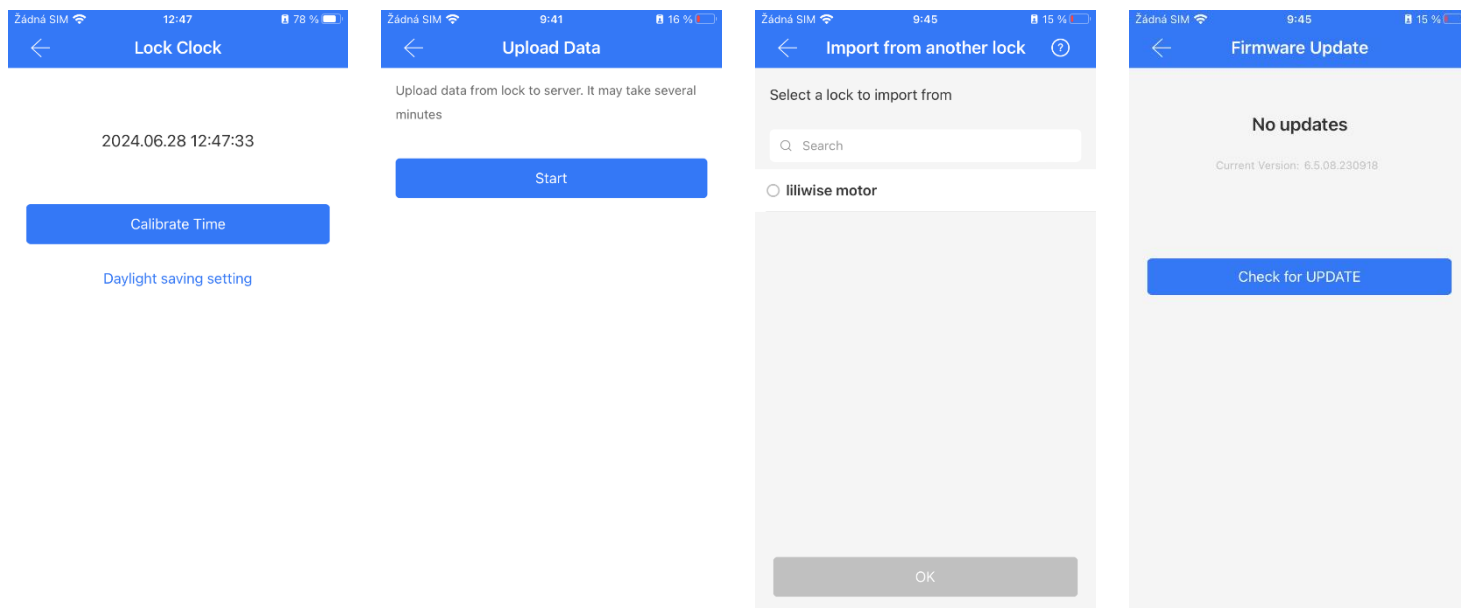 Žádná SIM 12:47 78 %
Lock Clock
2024.06.28 12:47:33
Calibrate Time
Daylight saving setting
Žádná SIM 9:41 16 %
Upload Data
Upload data from lock to server. It may take several
minutes
Start
Žádná SIM 9:45 15 %
Import from another lock ?
Select a lock to import from
Search
liliwise motor
OK
Žádná SIM 9:45 15 %
Firmware Update
No updates
Current Version: 6.5.08.230918
Check for UPDATE